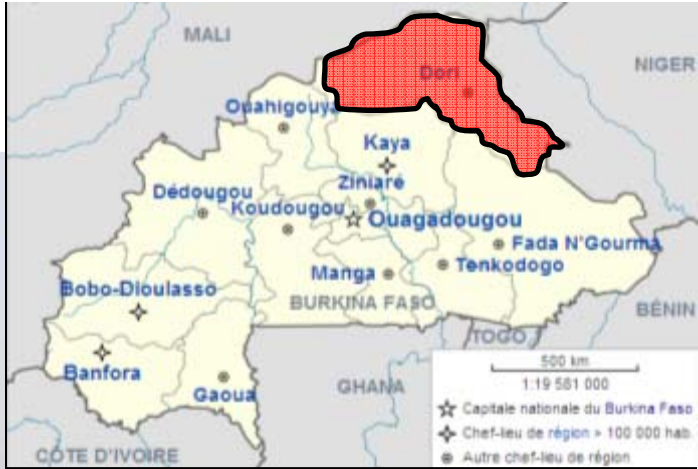 MALI
NIGER
Dori
Ouahigouya
Kaya
Ziniaré
Dédougou
Koudougou
Ouagadougou
Fada N'Gourma
Tenkodogo
Manga
Bobo-Dioulasso
BURKINA FASO
BÉNIN
TOGO
Banfora
Gaoua
GHANA
CÔTE D'IVOIRE
500 km
1:19 581 000
Capitale nationale du Burkina Faso
Chef-lieu de région > 100 000 hab.
Autre chef-lieu de région